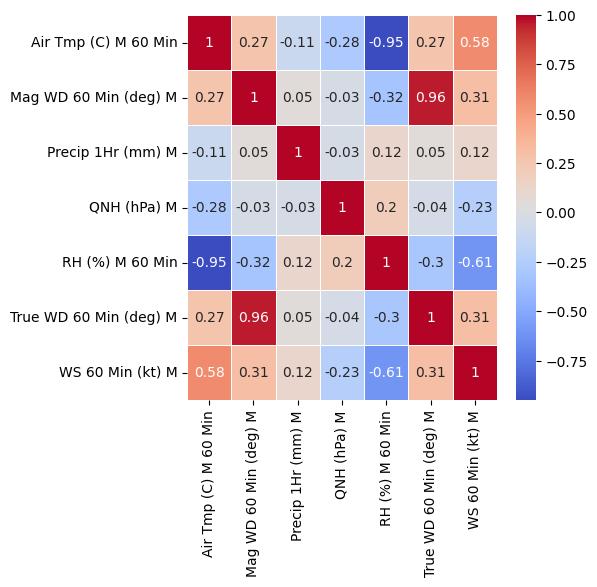 Air Tmp (C) M 60 Min 1 0.27 -0.11 -0.28 -0.95 0.27 0.58
Mag WD 60 Min (deg) M 0.27 1 0.05 -0.03 -0.32 0.96 0.31
Precip 1Hr (mm) M -0.11 0.05 1 -0.03 0.12 0.05 0.12
QNH (hPa) M -0.28 -0.03 -0.03 1 0.2 -0.04 -0.23
RH (%) M 60 Min -0.95 -0.32 0.12 0.2 1 -0.3 -0.61
True WD 60 Min (deg) M 0.27 0.96 0.05 -0.04 -0.3 1 0.31
WS 60 Min (kt) M 0.58 0.31 0.12 -0.23 -0.61 0.31 1
Air Tmp (C) M 60 Min
Mag WD 60 Min (deg) M
Precip 1Hr (mm) M
QNH (hPa) M
RH (%) M 60 Min
True WD 60 Min (deg) M
WS 60 Min (kt) M
1.00
0.75
0.50
0.25
0.00
−0.25
−0.50
−0.75